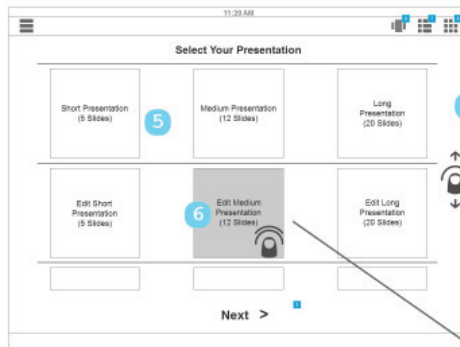 11:20 AM
Select Your Presentation
Short Presentation
(5 Slides)
5
Medium Presentation
(12 Slides)
Long
Presentation
(20 Slides)
Edit Short
Presentation
(5 Slides)
6
Edit Medium
Presentation
(12 Slides)
Edit Long
Presentation
(20 Slides)
Next >